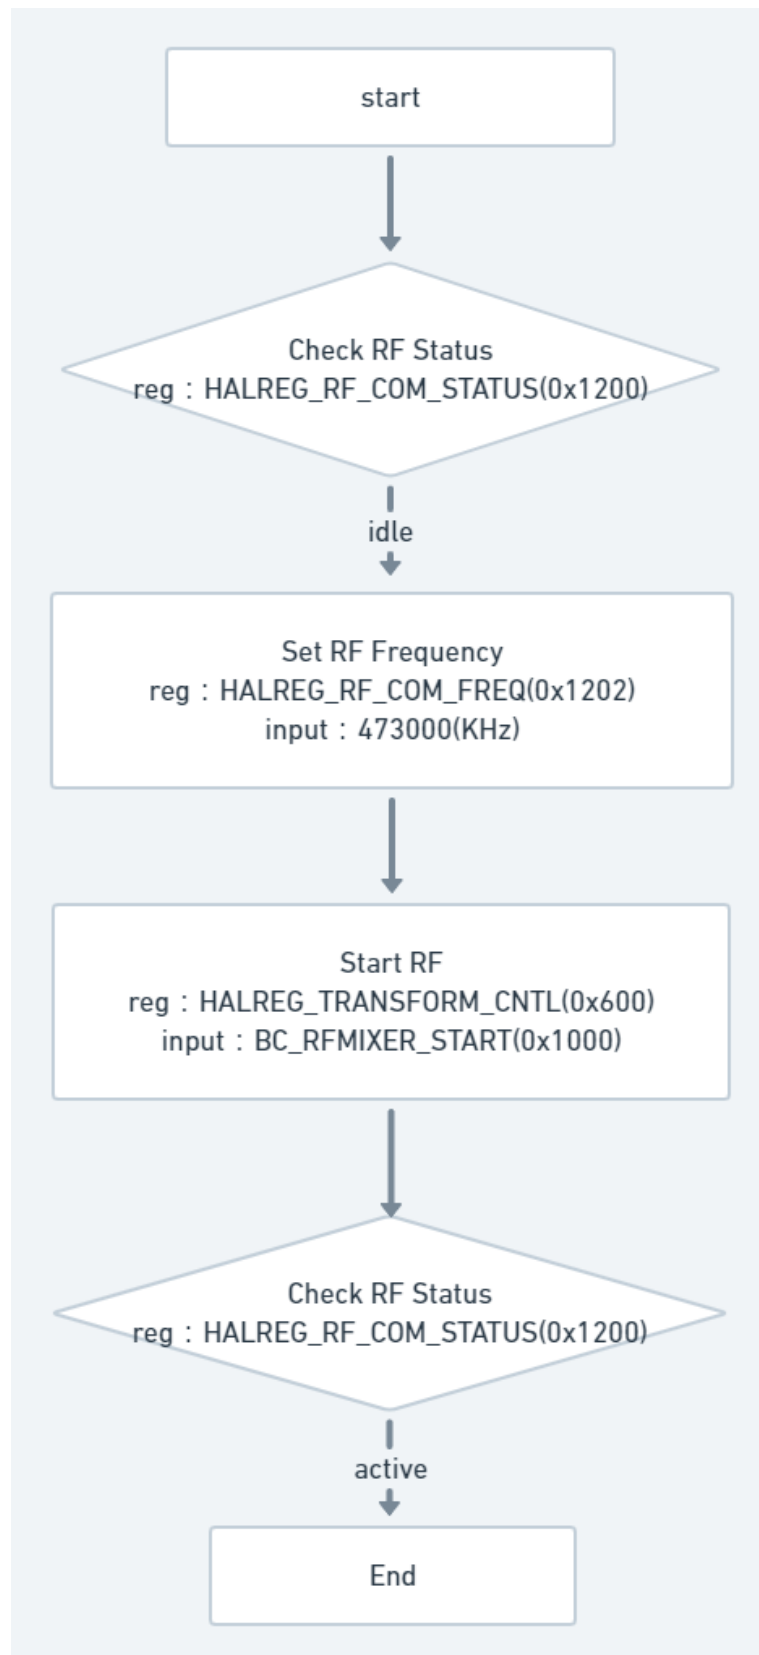 start
Check RF Status
reg : HALREG_RF_COM_STATUS(0x1200)
idle
Set RF Frequency
reg : HALREG_RF_COM_FREQ(0x1202)
input : 473000(KHz)
Start RF
reg : HALREG_TRANSFORM_CNTL(0x600)
input : BC_RFMIXER_START(0x1000)
Check RF Status
reg : HALREG_RF_COM_STATUS(0x1200)
active
End